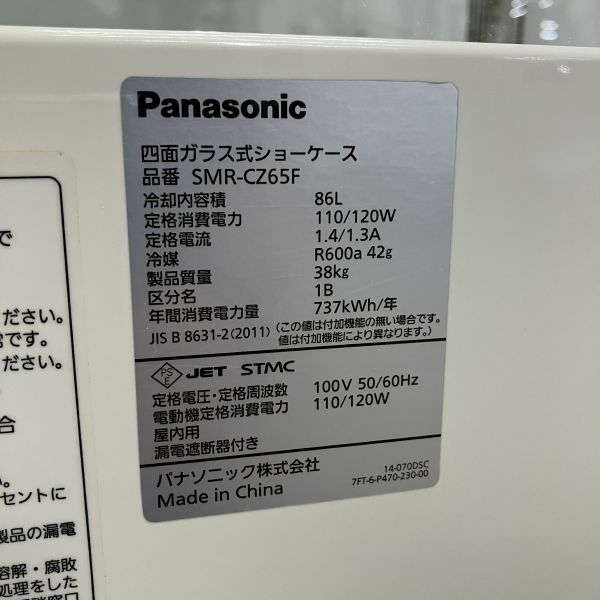 Panasonic
四面ガラス式ショーケース
品番 SMR-CZ65F
冷却内容積 86L
定格消費電力 110/120W
定格電流 1.4/1.3A
冷媒 R600a 42g
製品質量 38kg
区分名 1B
年間消費電力量 737kWh/年
JIS B 8631-2(2011)
(この値は付加機能の無い場合です。
値は付加機能により異なります。)
PS
E
JET STMC
定格電圧・定格周波数 100V 50/60Hz
電動機定格消費電力 110/120W
屋内用
漏電遮断器付き
パナソニック株式会社
Made in China
14-070DSC
7FT-6-P470-230-00
で
ださい。
常です。
ださい。
合
い。
セントに
製品の漏電
溶解・腐敗
処理をした